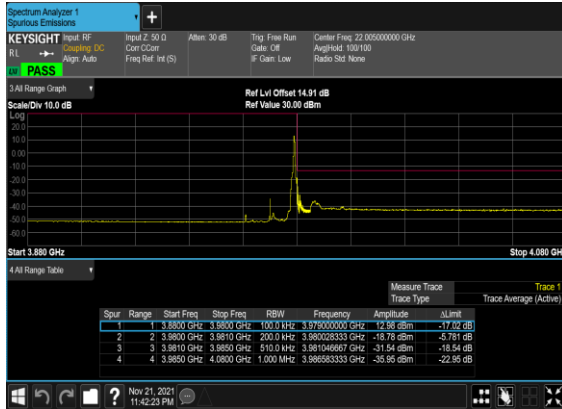 Spectrum Analyzer 1
Spurious Emissions
+
KEYSIGHT Input: RF Input Z: 50 Ω Atten: 30 dB Trig: Free Run Center Freq: 22.005000000 GHz
RL Coupling: DC Corr CCorr Gate: Off Avg|Hold: 100/100
Align: Auto Freq Ref: Int (S) IF Gain: Low Radio Std: None
PASS
3 All Range Graph
Ref Lvl Offset 14.91 dB
Scale/Div 10.0 dB Ref Value 30.00 dBm
Log
20.0
10.0
0.00
-10.0
-20.0
-30.0
-40.0
-50.0
-60.0
Start 3.880 GHz Stop 4.080 GH
4 All Range Table
Measure Trace Trace 1
Trace Type Trace Average (Active)
Spur Range Start Freq Stop Freq RBW Frequency Amplitude ΔLimit
1 1 3.8800 GHz 3.9800 GHz 100.0 kHz 3.979000000 GHz 12.98 dBm -17.02 dB
2 2 3.9800 GHz 3.9810 GHz 200.0 kHz 3.980028333 GHz -18.78 dBm -5.781 dB
3 3 3.9810 GHz 3.9850 GHz 510.0 kHz 3.981046667 GHz -31.54 dBm -18.54 dB
4 4 3.9850 GHz 4.0800 GHz 1.000 MHz 3.986583333 GHz -35.95 dBm -22.95 dB
? Nov 21, 2021
11:42:23 PM